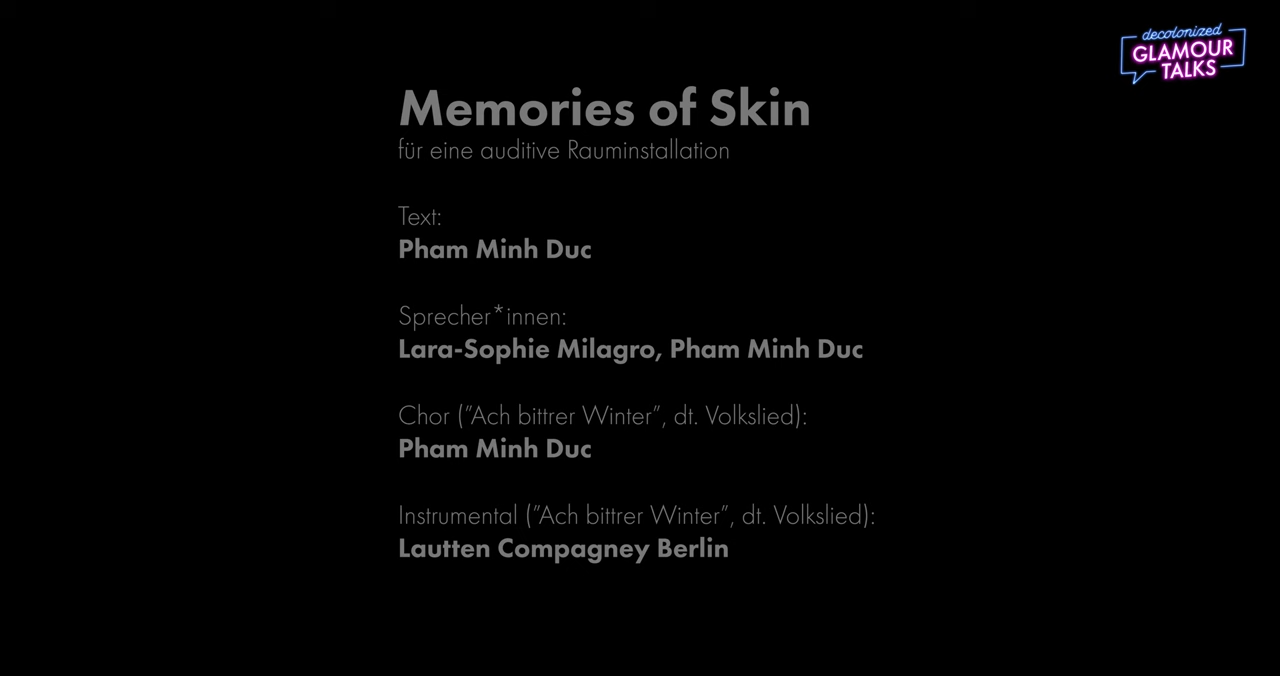 decolonized
GLAMOUR
TALKS
Memories of Skin
für eine auditive Rauminstallation
Text:
Pham Minh Duc
Sprecher*innen:
Lara-Sophie Milagro, Pham Minh Duc
Chor ("Ach bittrer Winter", dt. Volkslied):
Pham Minh Duc
Instrumental ("Ach bittrer Winter", dt. Volkslied):
Lautten Compagney Berlin